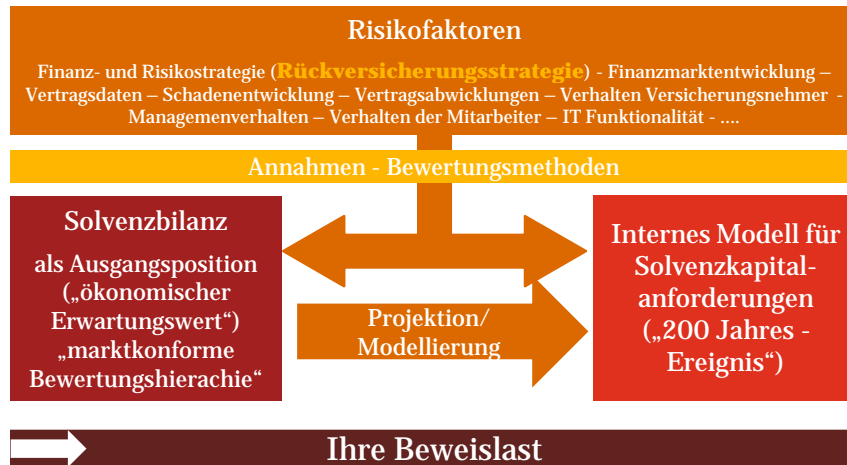 Risikofaktoren
Finanz- und Risikostrategie (Rückversicherungsstrategie) - Finanzmarktentwicklung –
Vertragsdaten – Schadenentwicklung – Vertragsabwicklungen – Verhalten Versicherungsnehmer -
Managemenverhalten – Verhalten der Mitarbeiter – IT Funktionalität - ....
Annahmen - Bewertungsmethoden
Solvenzbilanz
als Ausgangsposition
(„ökonomischer
Erwartungswert“)
„marktkonforme
Bewertungshierachie“
Projektion/
Modellierung
Internes Modell für
Solvenzkapital-
anforderungen
(„200 Jahres -
Ereignis“)
Ihre Beweislast